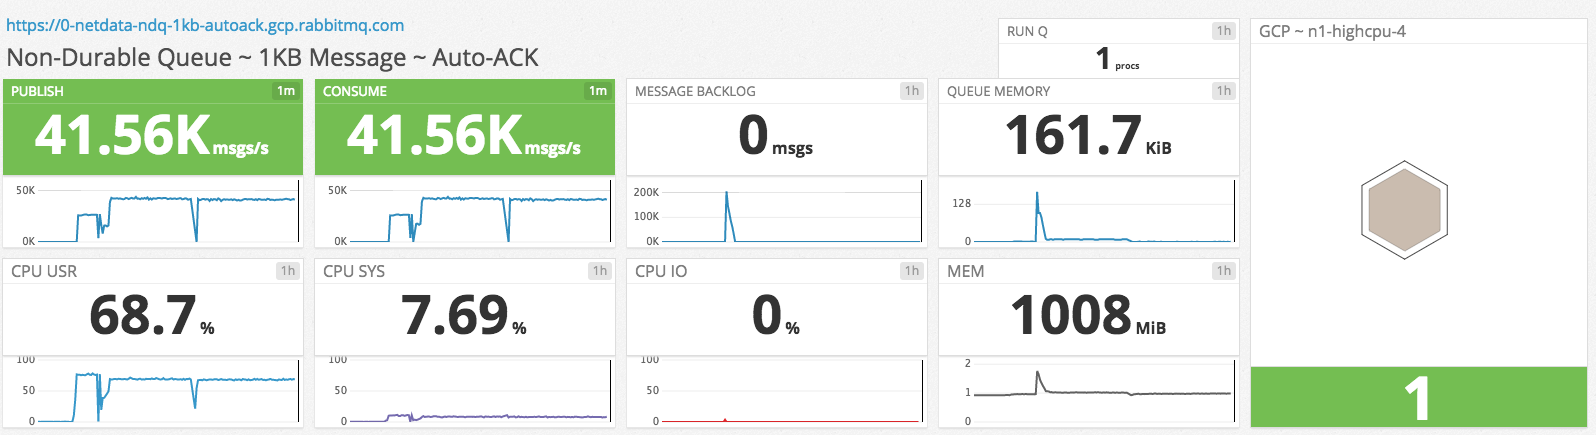 https://0-netdata-ndq-1kb-autoack.gcp.rabbitmq.com
Non-Durable Queue ~ 1KB Message ~ Auto-ACK
RUN Q 1h
1 procs
GCP ~ n1-highcpu-4
PUBLISH 1m
41.56K msgs/s
50K
0K
CONSUME 1m
41.56K msgs/s
50K
0K
MESSAGE BACKLOG 1h
0 msgs
200K
100K
0K
QUEUE MEMORY 1h
161.7 KiB
128
0
CPU USR 1h
68.7 %
100
50
0
CPU SYS 1h
7.69 %
100
50
0
CPU IO 1h
0 %
100
50
0
MEM 1h
1008 MiB
2
1
0
1